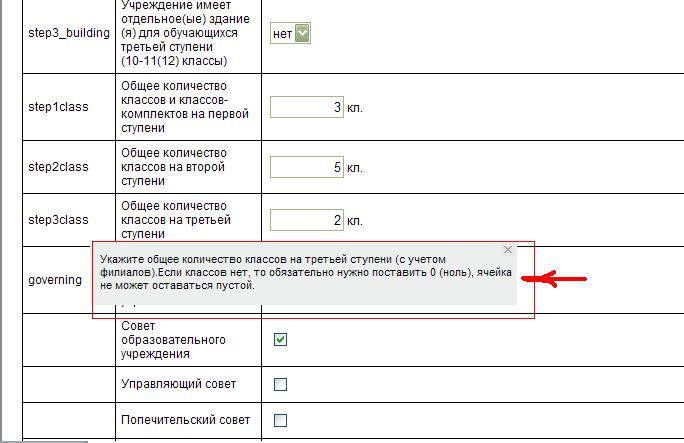 step3_building
Учреждение имеет
отдельное(ые) здание
(я) для обучающихся
третьей ступени
(10-11(12) классы)
нет
step1class
Общее количество
классов и классов-
комплектов на первой
ступени
3 кл.
step2class
Общее количество
классов на второй
ступени
5 кл.
step3class
Общее количество
классов на третьей
ступени
2 кл.
governing
Укажите общее количество классов на третьей ступени (с учетом
филиалов).Если классов нет, то обязательно нужно поставить 0 (ноль), ячейка
не может оставаться пустой.
Совет
образовательного
учреждения
Управляющий совет
Попечительский совет